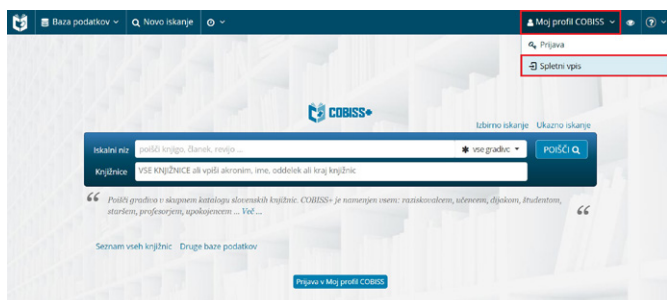 Baza podatkov
Novo iskanje
Moj profil COBISS
Prijava
Spletni vpis
COBISS+
Izbirno iskanje Ukazno iskanje
Iskalni niz poišči knjigo, članek, revijo ... vse gradivo POIŠČI
Knjižnice VSE KNJIŽNICE ali vpiši akronim, ime, oddelek ali kraj knjižnic
Poišči gradiva v skupnem katalogu slovenskih knjižnic. COBISS+ je namenjen vsem: raziskovalcem, učencem, dijakom, študentom,
staršem, profesorjem, upokojencem ... Več ...
Seznam vseh knjižnic Druge baze podatkov
Prijava v Moj profil COBISS